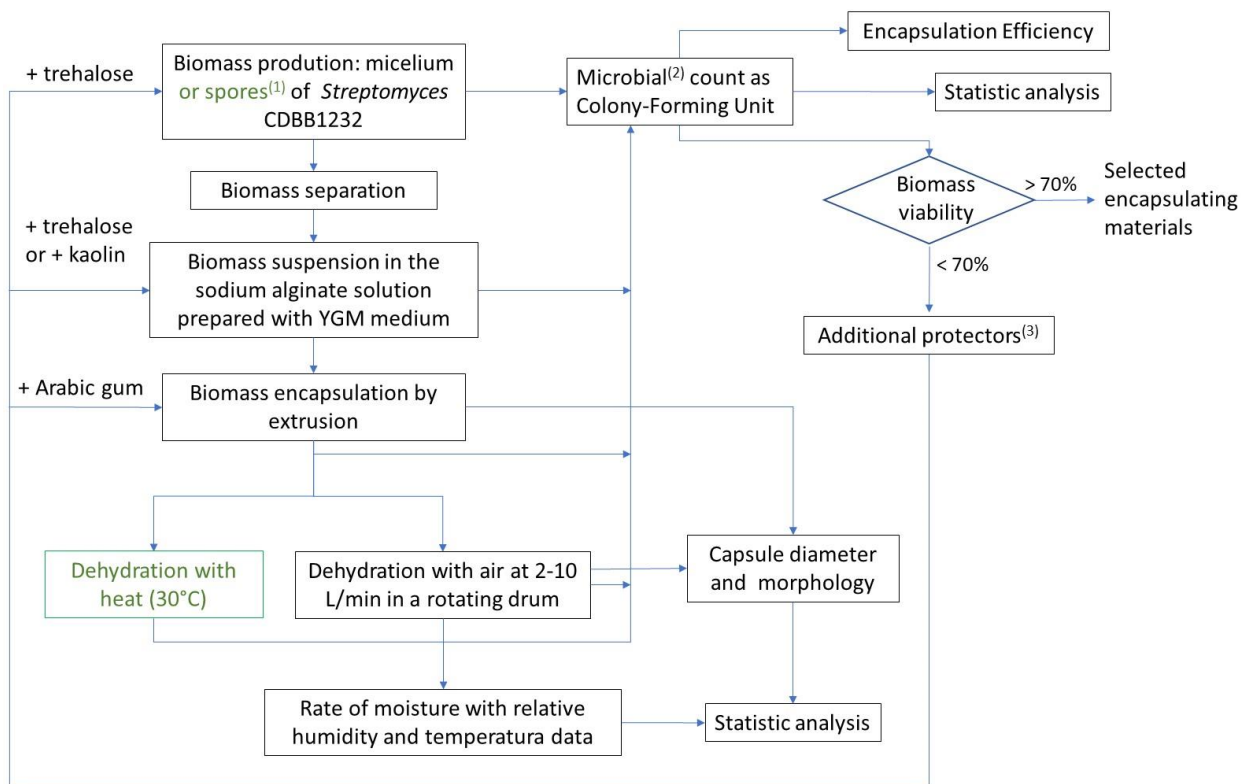 + trehalose
Biomass prodution: micelium
or spores(1) of Streptomyces
CDBB1232
Microbial(2) count as
Colony-Forming Unit
Encapsulation Efficiency
Statistic analysis
Biomass separation
Biomass
viability
> 70%
Selected
encapsulating
materials
+ trehalose
or + kaolin
Biomass suspension in the
sodium alginate solution
prepared with YGM medium
< 70%
Additional protectors(3)
+ Arabic gum
Biomass encapsulation by
extrusion
Dehydration with
heat (30°C)
Dehydration with air at 2-10
L/min in a rotating drum
Capsule diameter
and morphology
Rate of moisture with relative
humidity and temperatura data
Statistic analysis